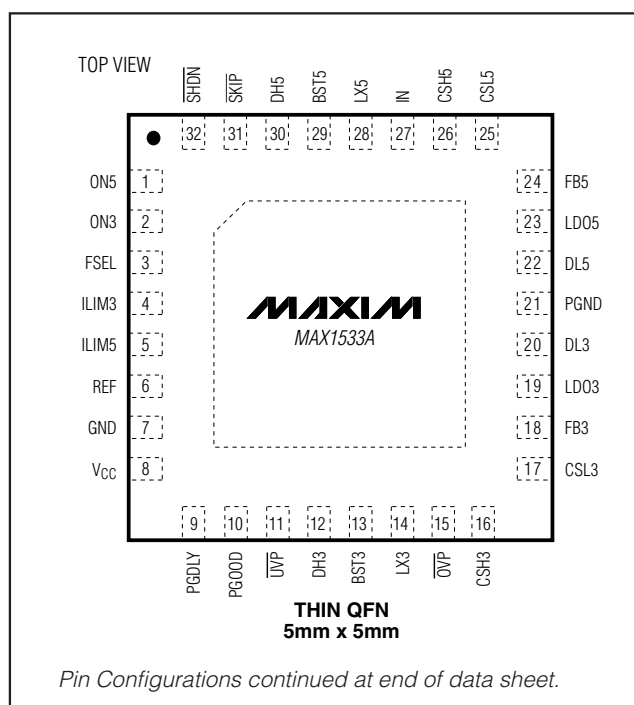 TOP VIEW
SHDN
SKIP
DH5
BST5
LX5
IN
CSH5
CSL5
32
31
30
29
28
27
26
25
ON5 1
ON3 2
FSEL 3
ILIM3 4
ILIM5 5
REF 6
GND 7
VCC 8
24 FB5
23 LDO5
22 DL5
21 PGND
20 DL3
19 LDO3
18 FB3
17 CSL3
MAXIM
MAX1533A
9
10
11
12
13
14
15
16
PGDLY
PGOOD
UVP
DH3
BST3
LX3
OVP
CSH3
THIN QFN
5mm x 5mm
Pin Configurations continued at end of data sheet.